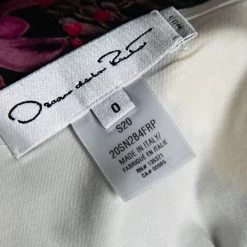 Oscar de la Renta
0
S20
20SN284FRP
MADE IN ITALY/
FABRIQUÉ EN ITALIE